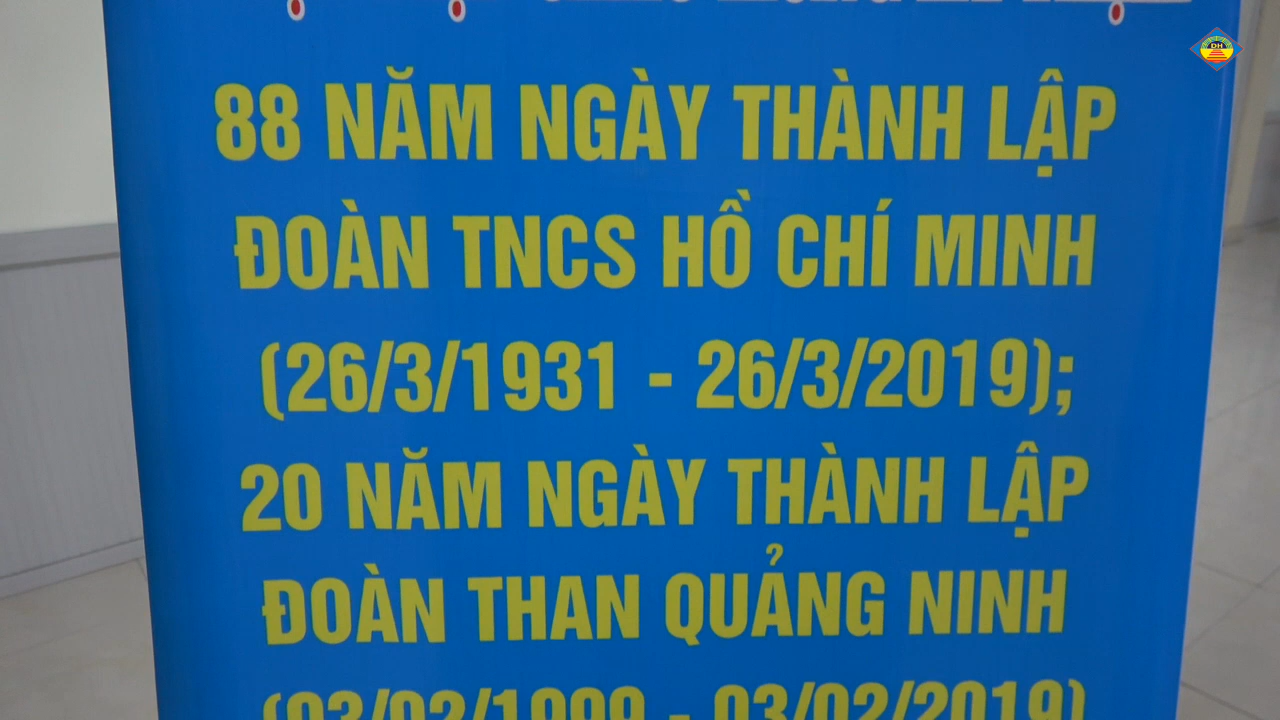 88 NĂM NGÀY THÀNH LẬP
ĐOÀN TNCS HỒ CHÍ MINH
(26/3/1931 - 26/3/2019);
20 NĂM NGÀY THÀNH LẬP
ĐOÀN THAN QUẢNG NINH
(03/02/1999 - 03/02/2019)
DH